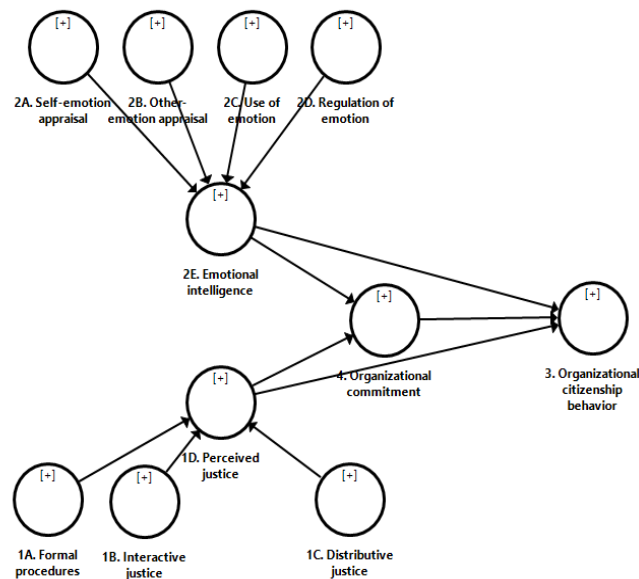 [+] [+] [+] [+]
2A. Self-emotion appraisal
2B. Other-emotion appraisal
2C. Use of emotion
2D. Regulation of emotion
[+]
2E. Emotional intelligence
[+]
4. Organizational commitment
[+]
3. Organizational citizenship behavior
[+]
1D. Perceived justice
[+] [+] [+]
1A. Formal procedures
1B. Interactive justice
1C. Distributive justice